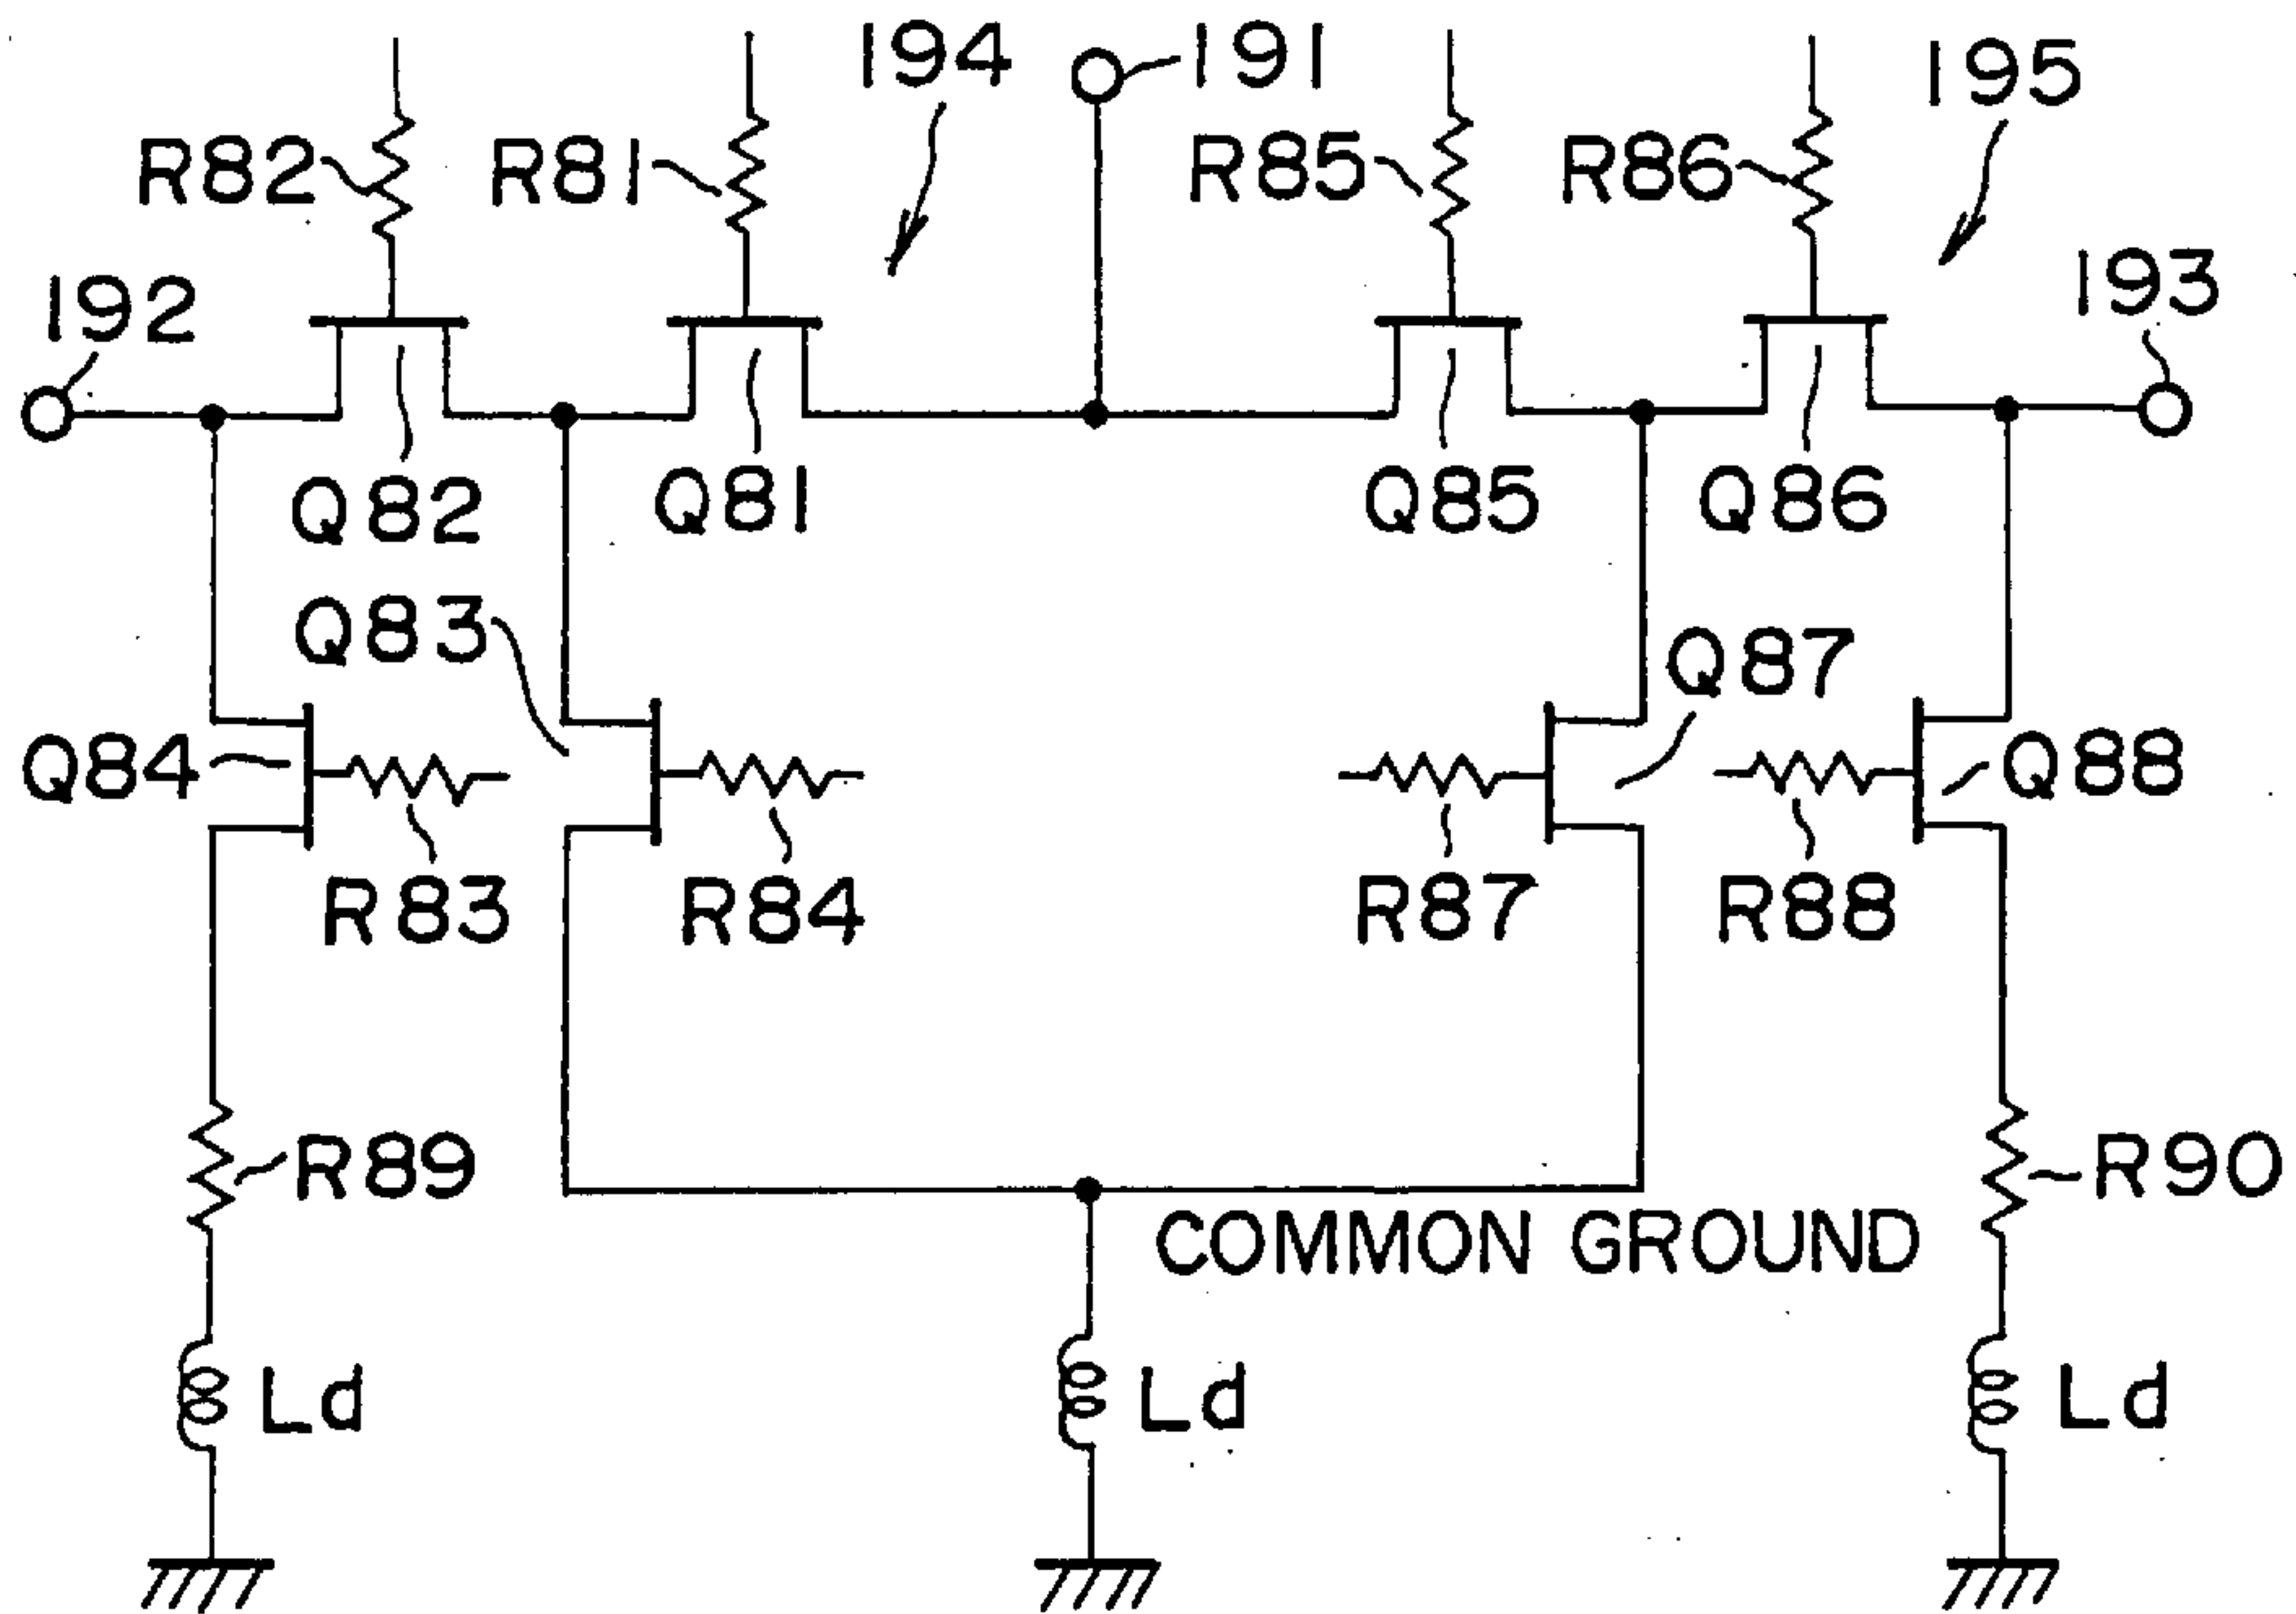 194
191
195
R82
R81
R85
R86
192
193
Q82
Q81
Q85
Q86
Q83
Q87
Q84
Q88
R83
R84
R87
R88
R89
R90
COMMON GROUND
Ld
Ld
Ld